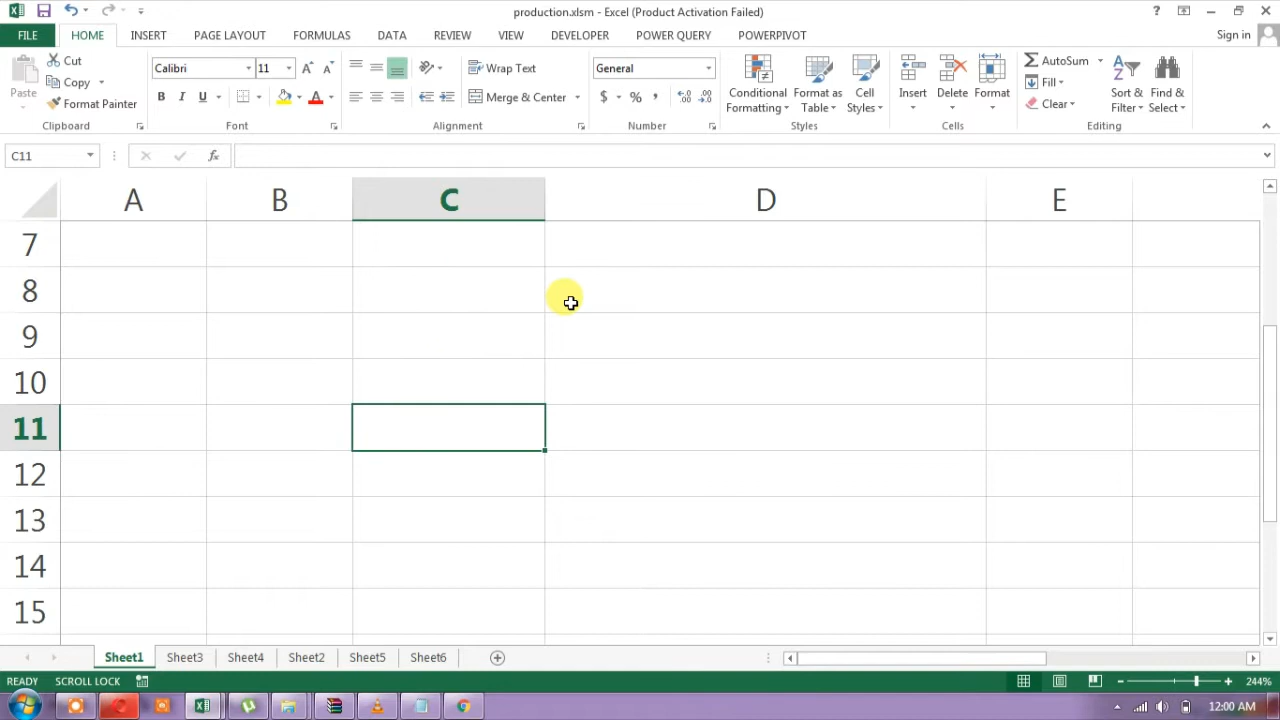 production.xlsm - Excel (Product Activation Failed)
?
FILE HOME INSERT PAGE LAYOUT FORMULAS DATA REVIEW VIEW DEVELOPER POWER QUERY POWERPIVOT Sign in
Paste
Cut
Copy
Format Painter
Clipboard
Calibri 11
B I U A
Font
Wrap Text
Merge & Center
Alignment
General
$ % ,
Number
Conditional Formatting
Format as Table
Cell Styles
Styles
Insert Delete Format
Cells
AutoSum
Fill
Clear
Sort & Filter
Find & Select
Editing
C11 fx
A B C D E
7
8
9
10
11
12
13
14
15
Sheet1 Sheet3 Sheet4 Sheet2 Sheet5 Sheet6
READY SCROLL LOCK 244%
12:00 AM